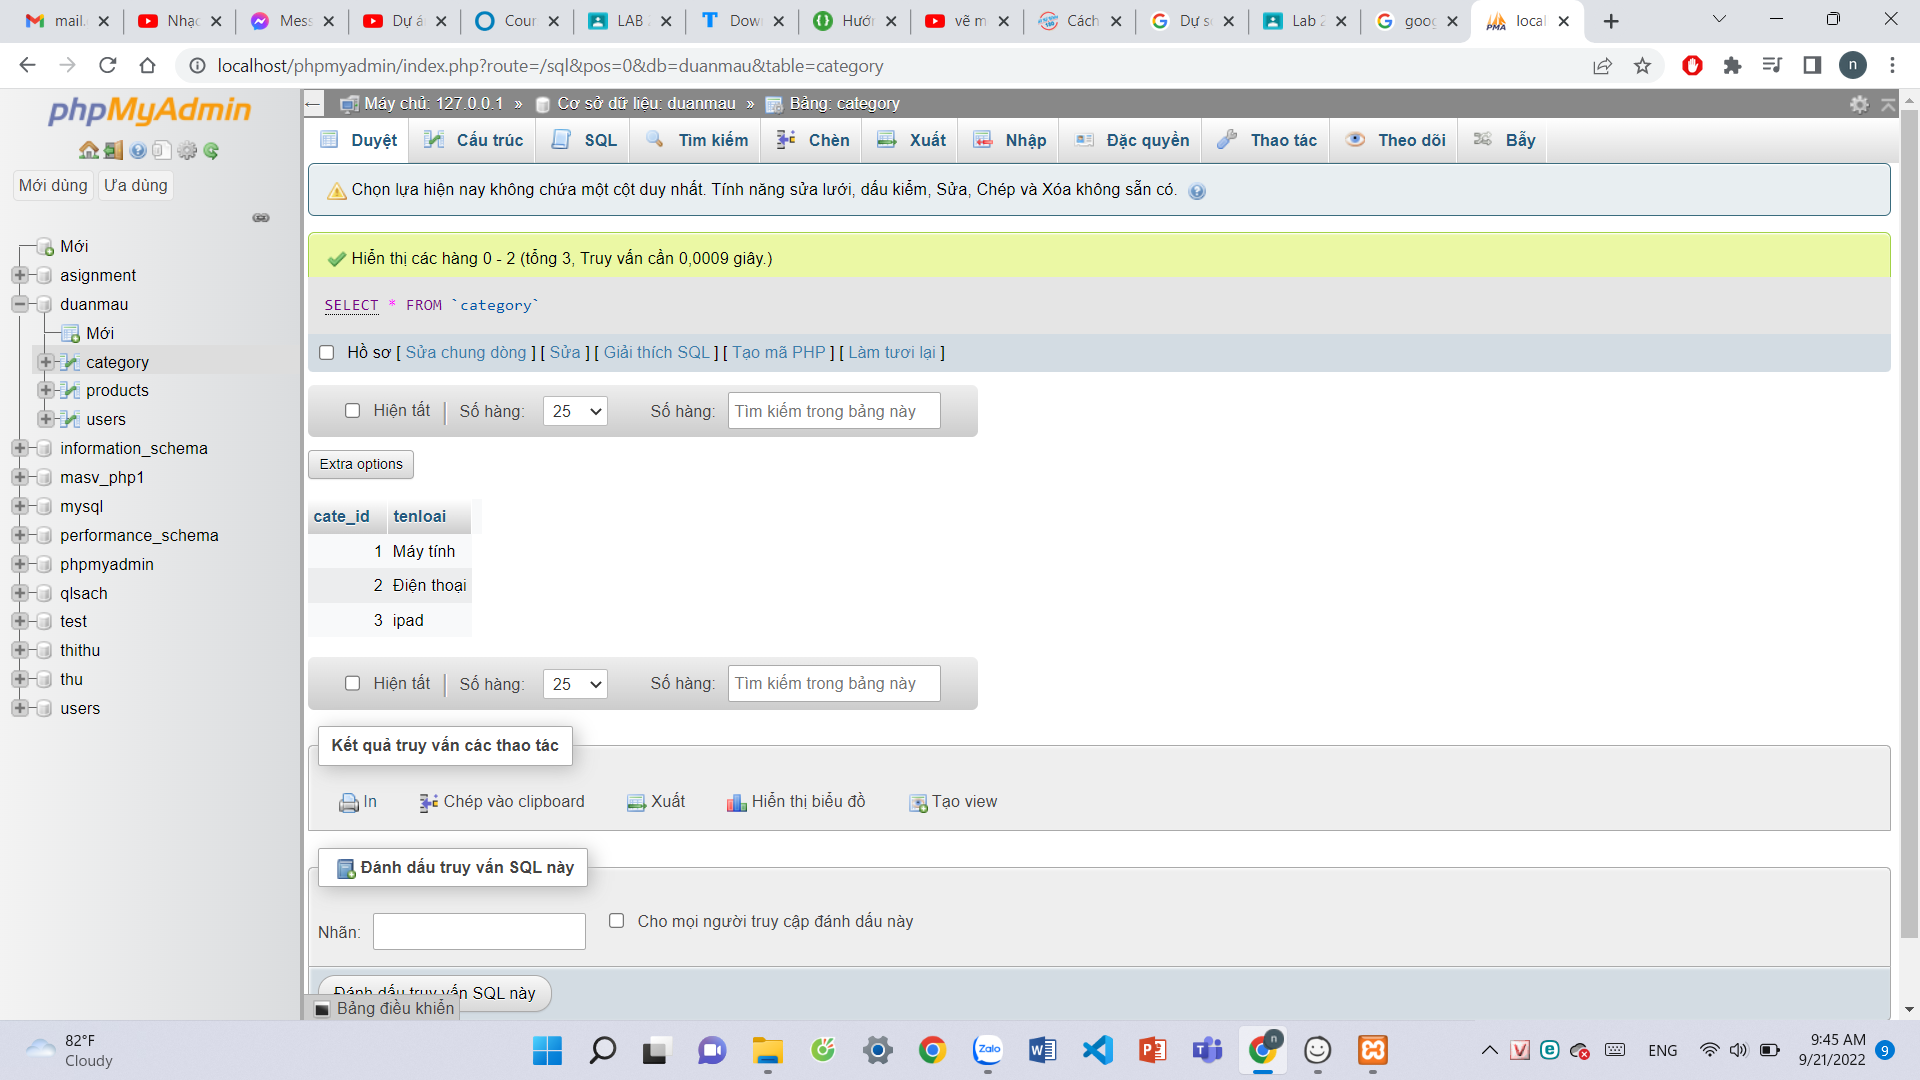 mail.
Nhạc
Mess
Dự á
Cour
LAB
Dow
Hướ
vẽ m
Cách
Dự s
Lab 2
goog
local
localhost/phpmyadmin/index.php?route=/sql&pos=0&db=duanmau&table=category
n
phpMyAdmin
Mới dùng
Ưa dùng
Mới
asignment
duanmau
Mới
category
products
users
information_schema
masv_php1
mysql
performance_schema
phpmyadmin
qlsach
test
thithu
thu
users
Máy chủ: 127.0.0.1 » Cơ sở dữ liệu: duanmau » Bảng: category
Duyệt Cấu trúc SQL Tìm kiếm Chèn Xuất Nhập Đặc quyền Thao tác Theo dõi Bẫy
Chọn lựa hiện nay không chứa một cột duy nhất. Tính năng sửa lưới, dấu kiểm, Sửa, Chép và Xóa không sẵn có.
Hiển thị các hàng 0 - 2 (tổng 3, Truy vấn cần 0,0009 giây.)
SELECT * FROM `category`
Hồ sơ [ Sửa chung dòng ] [ Sửa ] [ Giải thích SQL ] [ Tạo mã PHP ] [ Làm tươi lại ]
Hiện tất Số hàng: 25 Số hàng: Tìm kiếm trong bảng này
Extra options
cate_id tenloai
1 Máy tính
2 Điện thoại
3 ipad
Hiện tất Số hàng: 25 Số hàng: Tìm kiếm trong bảng này
Kết quả truy vấn các thao tác
In Chép vào clipboard Xuất Hiển thị biểu đồ Tạo view
Đánh dấu truy vấn SQL này
Nhãn: Cho mọi người truy cập đánh dấu này
Đánh dấu truy vấn SQL này
Bảng điều khiển
82°F
Cloudy
Zalo
ENG
9:45 AM
9/21/2022
9